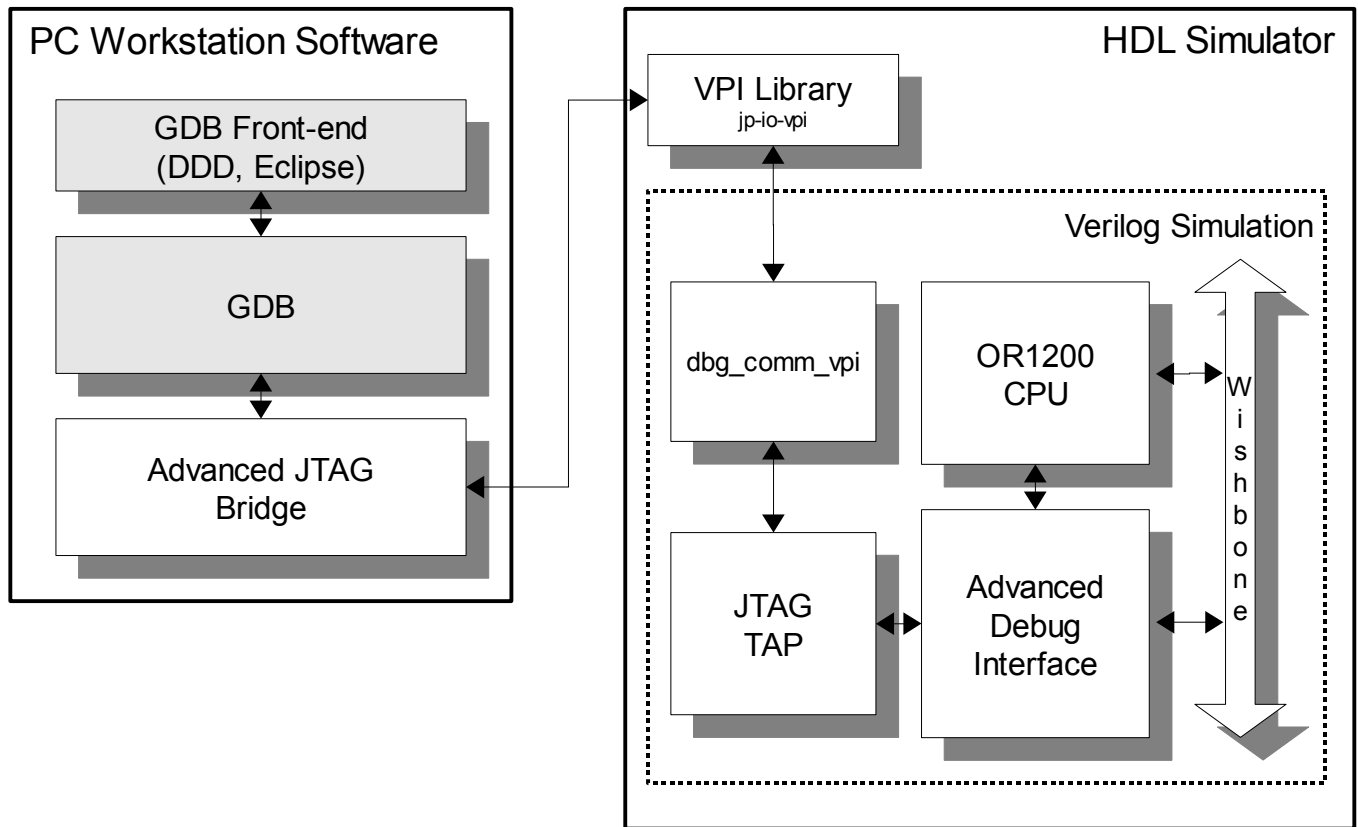 PC Workstation Software
GDB Front-end
(DDD, Eclipse)
GDB
Advanced JTAG
Bridge
HDL Simulator
VPI Library
jp-io-vpi
Verilog Simulation
dbg_comm_vpi
OR1200
CPU
JTAG
TAP
Advanced
Debug
Interface
Wishbone